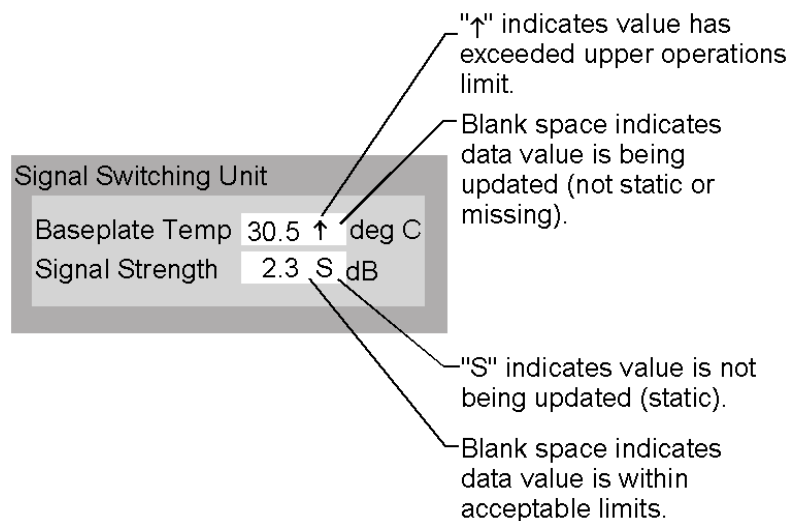 "↑" indicates value has
exceeded upper operations
limit.
Blank space indicates
data value is being
updated (not static or
missing).
Signal Switching Unit
Baseplate Temp 30.5 ↑ deg C
Signal Strength 2.3 S dB
"S" indicates value is not
being updated (static).
Blank space indicates
data value is within
acceptable limits.